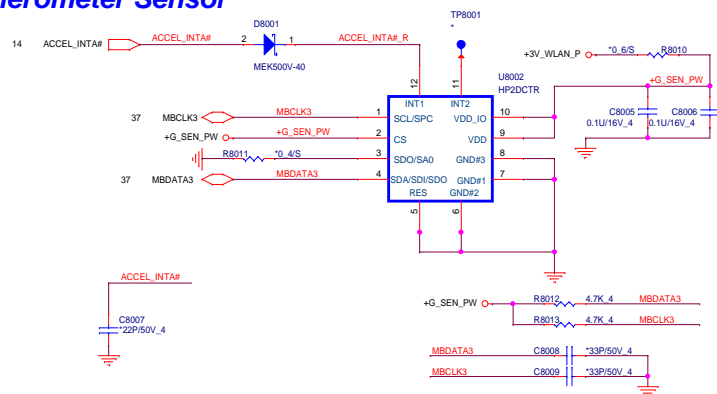 Sensor
D8001
TP8001
*
14 ACCEL_INTA# ACCEL_INTA# 2 1 ACCEL_INTA#_R
MEK500V-40
+3V_WLAN_P *0_6/S R8010
+G_SEN_PW
12 11
U8002
HP2DCTR
INT1 INT2
37 MBCLK3 MBCLK3 1 SCL/SPC VDD_IO 10
C8005 C8006
0.1U/16V_4 0.1U/16V_4
+G_SEN_PW +G_SEN_PW 2 CS VDD 9
R8011 *0_4/S 3 SDO/SA0 GND#3 8
37 MBDATA3 MBDATA3 4 SDA/SDI/SDO GND#1 7
RES GND#2
5 6
ACCEL_INTA#
C8007
*22P/50V_4
+G_SEN_PW R8012 4.7K_4 MBDATA3
R8013 4.7K_4 MBCLK3
MBDATA3 C8008 *33P/50V_4
MBCLK3 C8009 *33P/50V_4